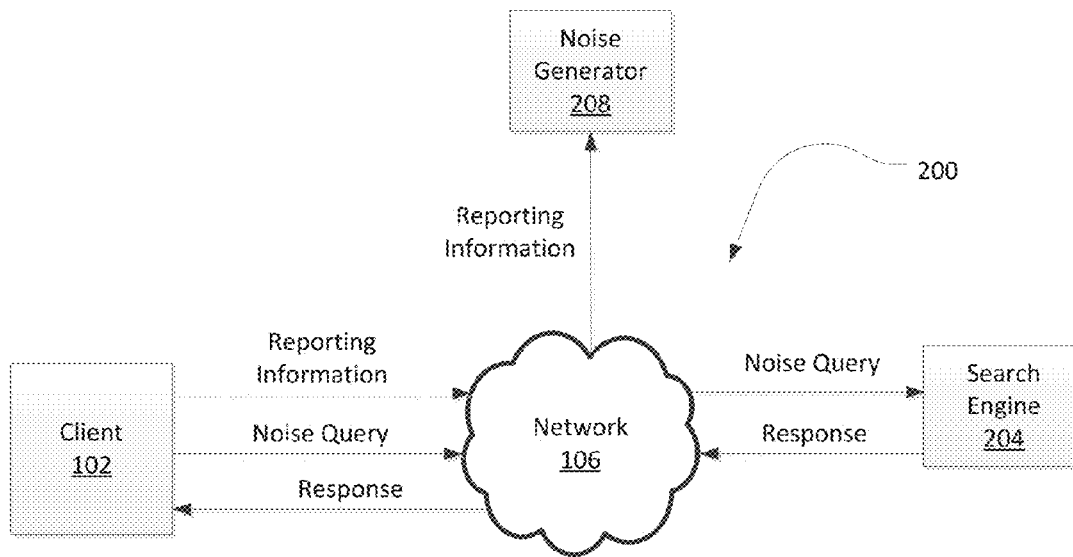 Noise
Generator
208
200
Reporting
Information
Reporting
Information
Noise Query
Search
Engine
204
Client
102
Noise Query
Network
106
Response
Response